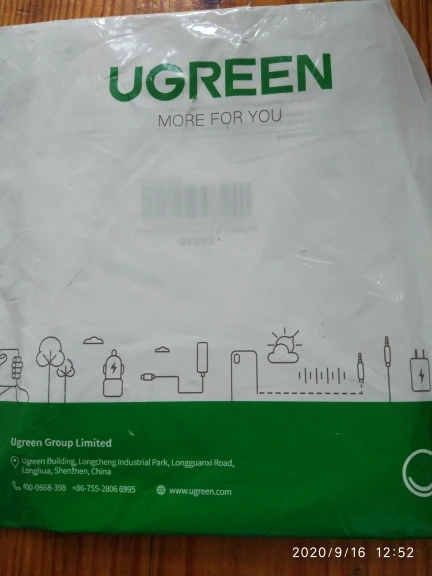 UGREEN
MORE FOR YOU
Ugreen Group Limited
Ugreen Building, Longcheng Industrial Park, Longguanxi Road,
Longhua, Shenzhen, China
400-0668-398 +86-755-2806 6995
www.ugreen.com
2020/9/16 12:52